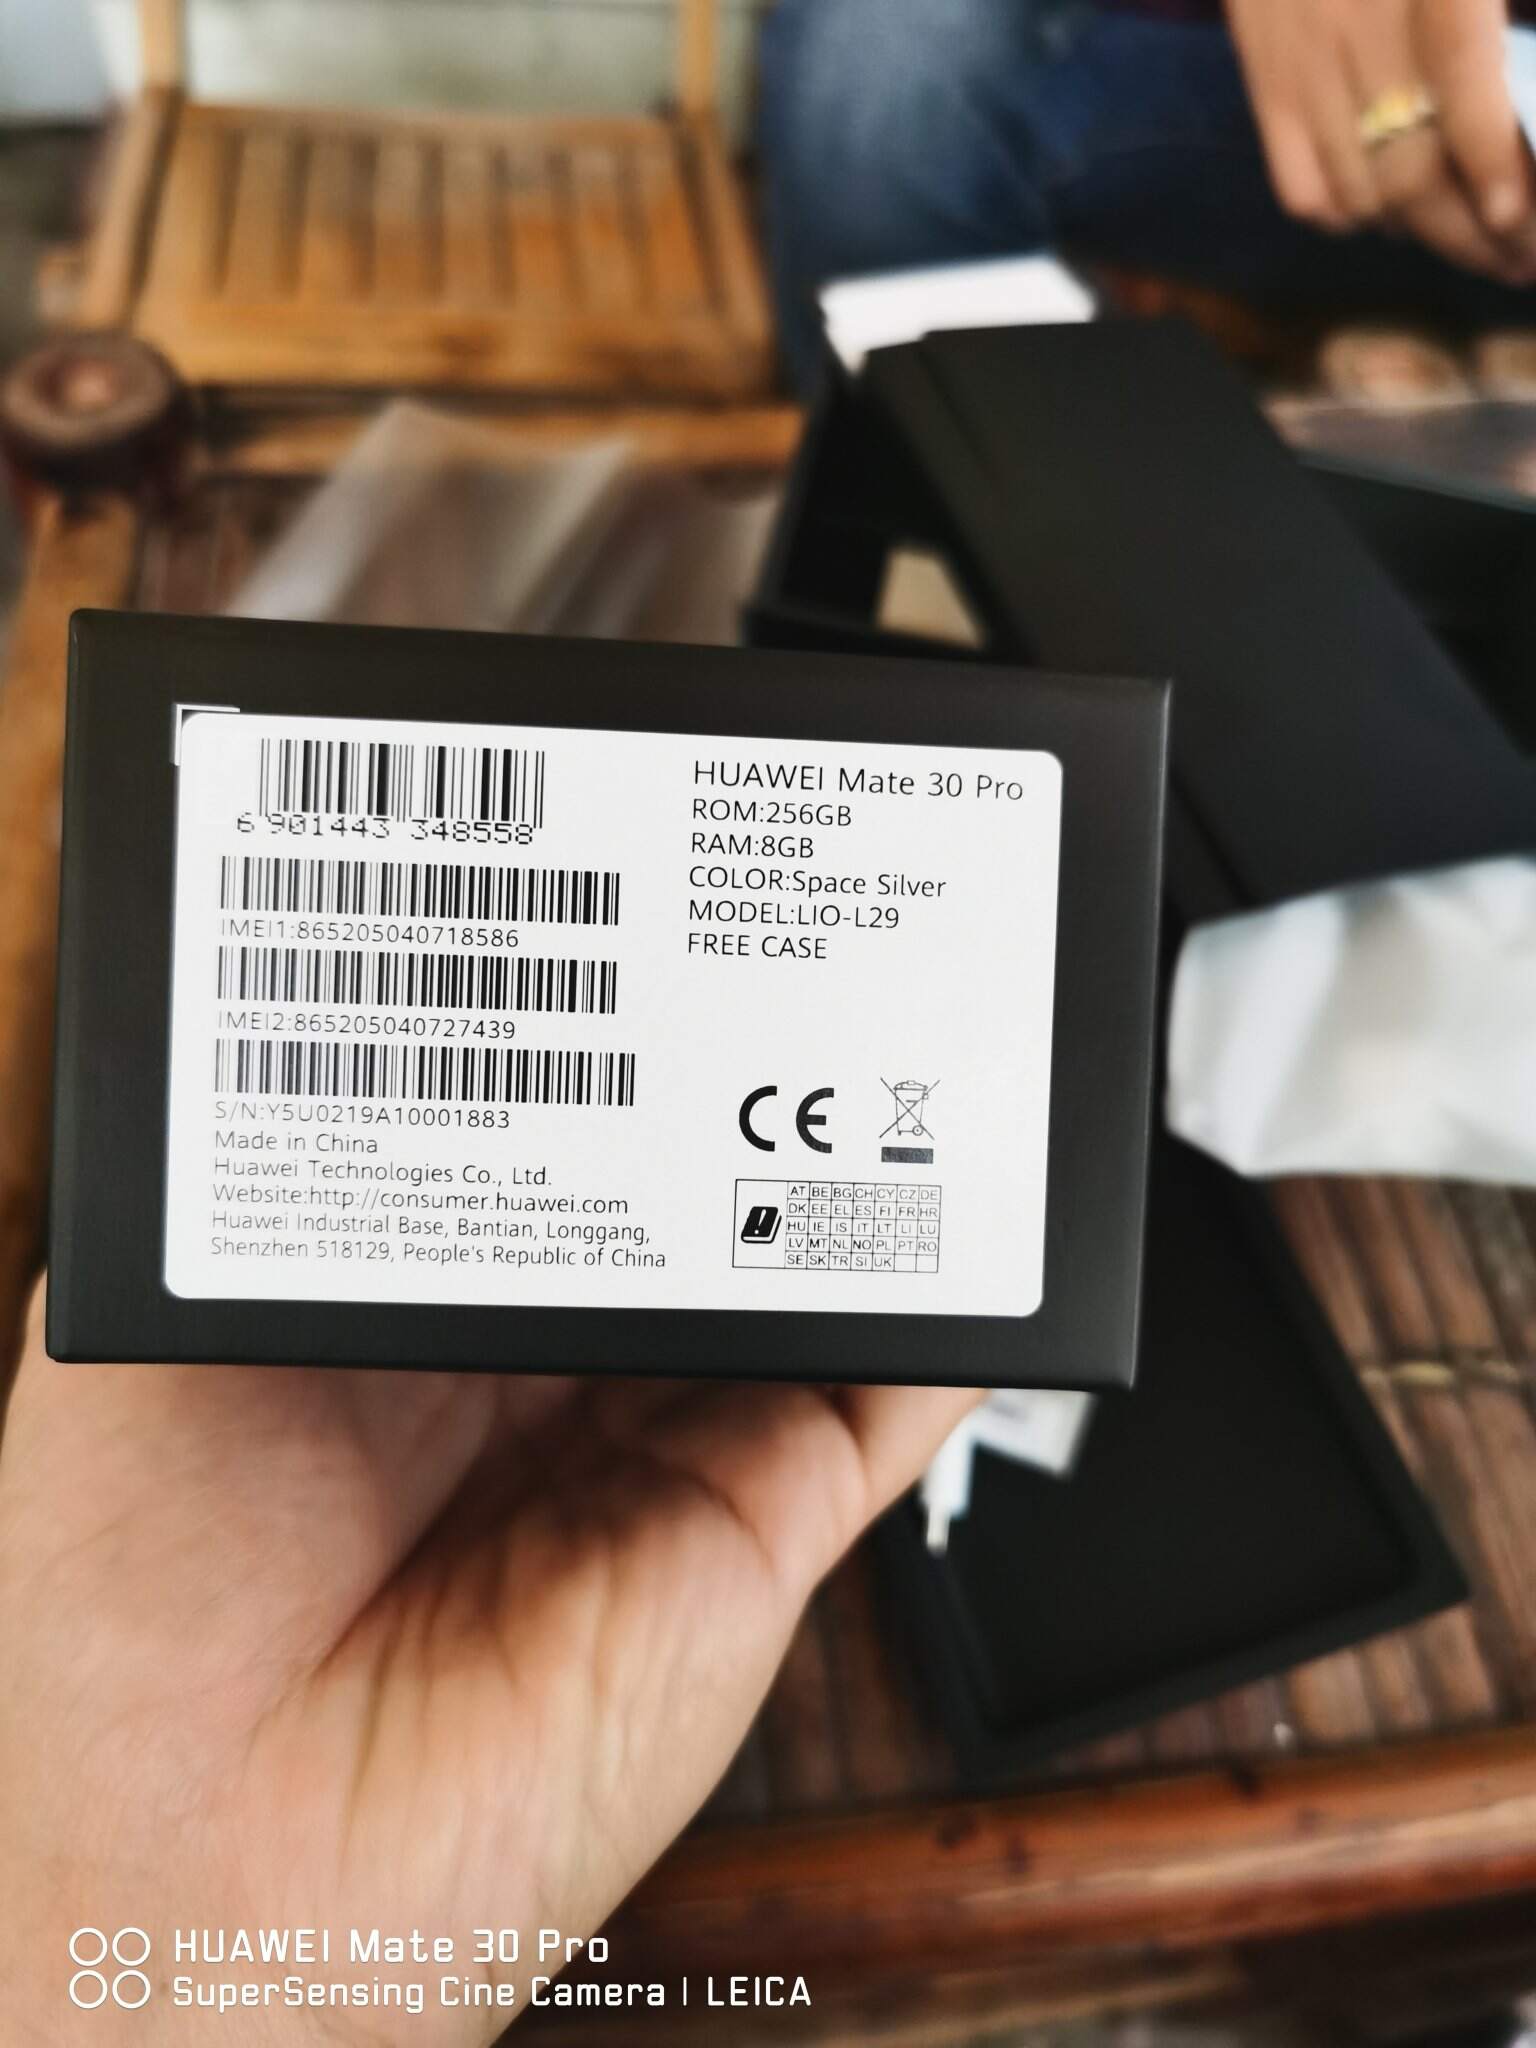 6 901443 348558
IMEI1:865205040718586
IMEI2:865205040727439
S/N:Y5U0219A10001883
Made in China
Huawei Technologies Co., Ltd.
Website:http://consumer.huawei.com
Huawei Industrial Base, Bantian, Longgang,
Shenzhen 518129, People's Republic of China
HUAWEI Mate 30 Pro
ROM:256GB
RAM:8GB
COLOR:Space Silver
MODEL:LIO-L29
FREE CASE
CE
AT BE BG CH CY CZ DE
DK EE EL ES FI FR HR
HU IE IS IT LT LI LU
LV MT NL NO PL PT RO
SE SK TR SI UK
HUAWEI Mate 30 Pro
SuperSensing Cine Camera | LEICA